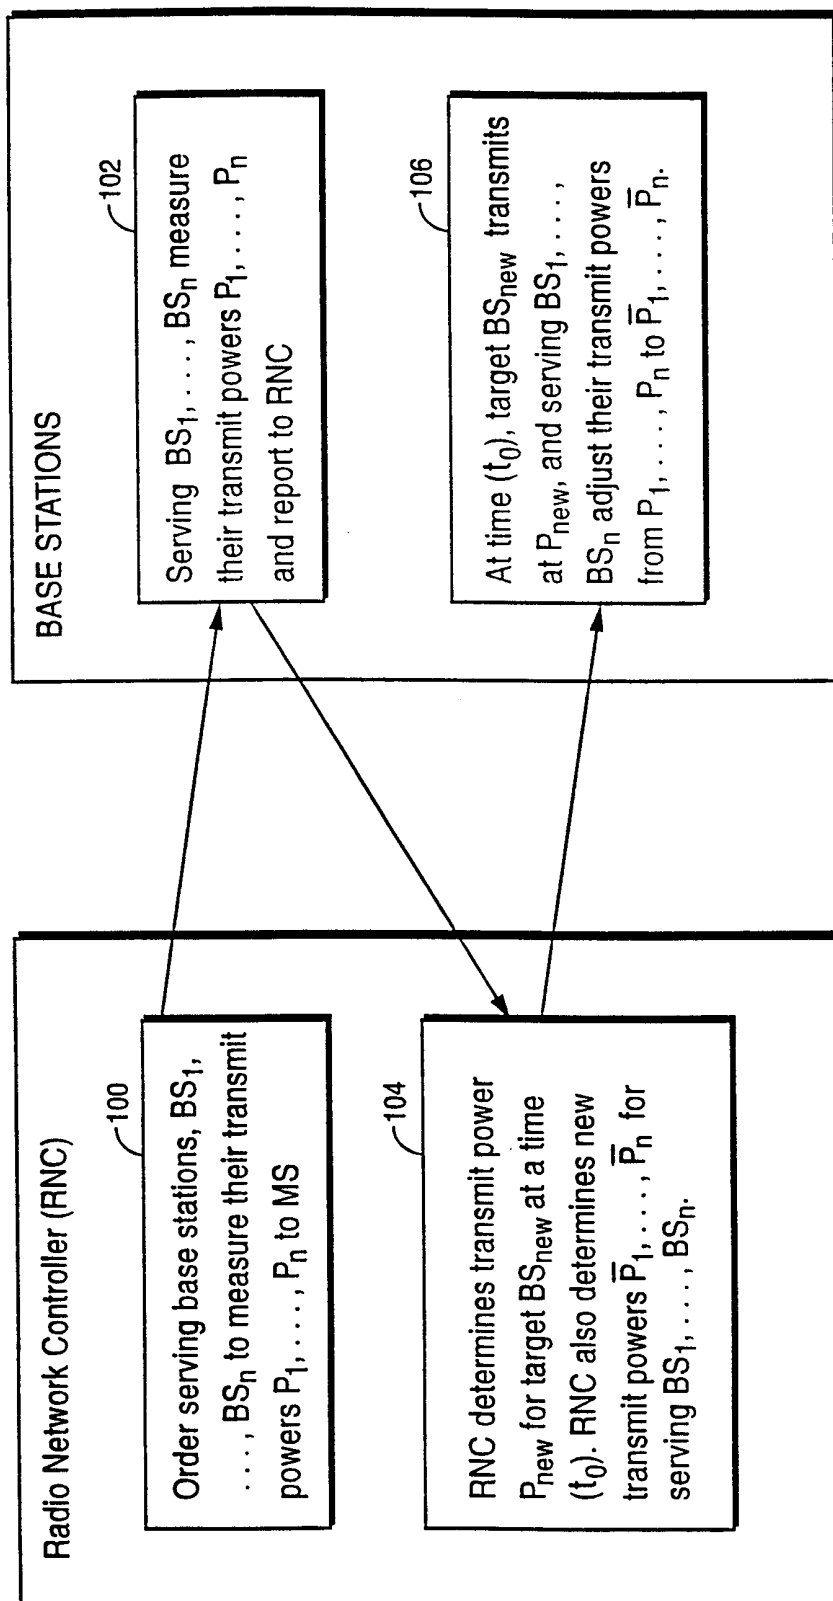 Radio Network Controller (RNC)
100
Order serving base stations, BS1,
...., BSn to measure their transmit
powers P1, ...., Pn to MS
104
RNC determines transmit power
Pnew for target BSnew at a time
(t0). RNC also determines new
transmit powers P̅1, ...., P̅n for
serving BS1, ...., BSn.
BASE STATIONS
102
Serving BS1, ...., BSn measure
their transmit powers P1, ...., Pn
and report to RNC
106
At time (t0), target BSnew transmits
at Pnew, and serving BS1, ....,
BSn adjust their transmit powers
from P1, ...., Pn to P̅1, ...., P̅n.